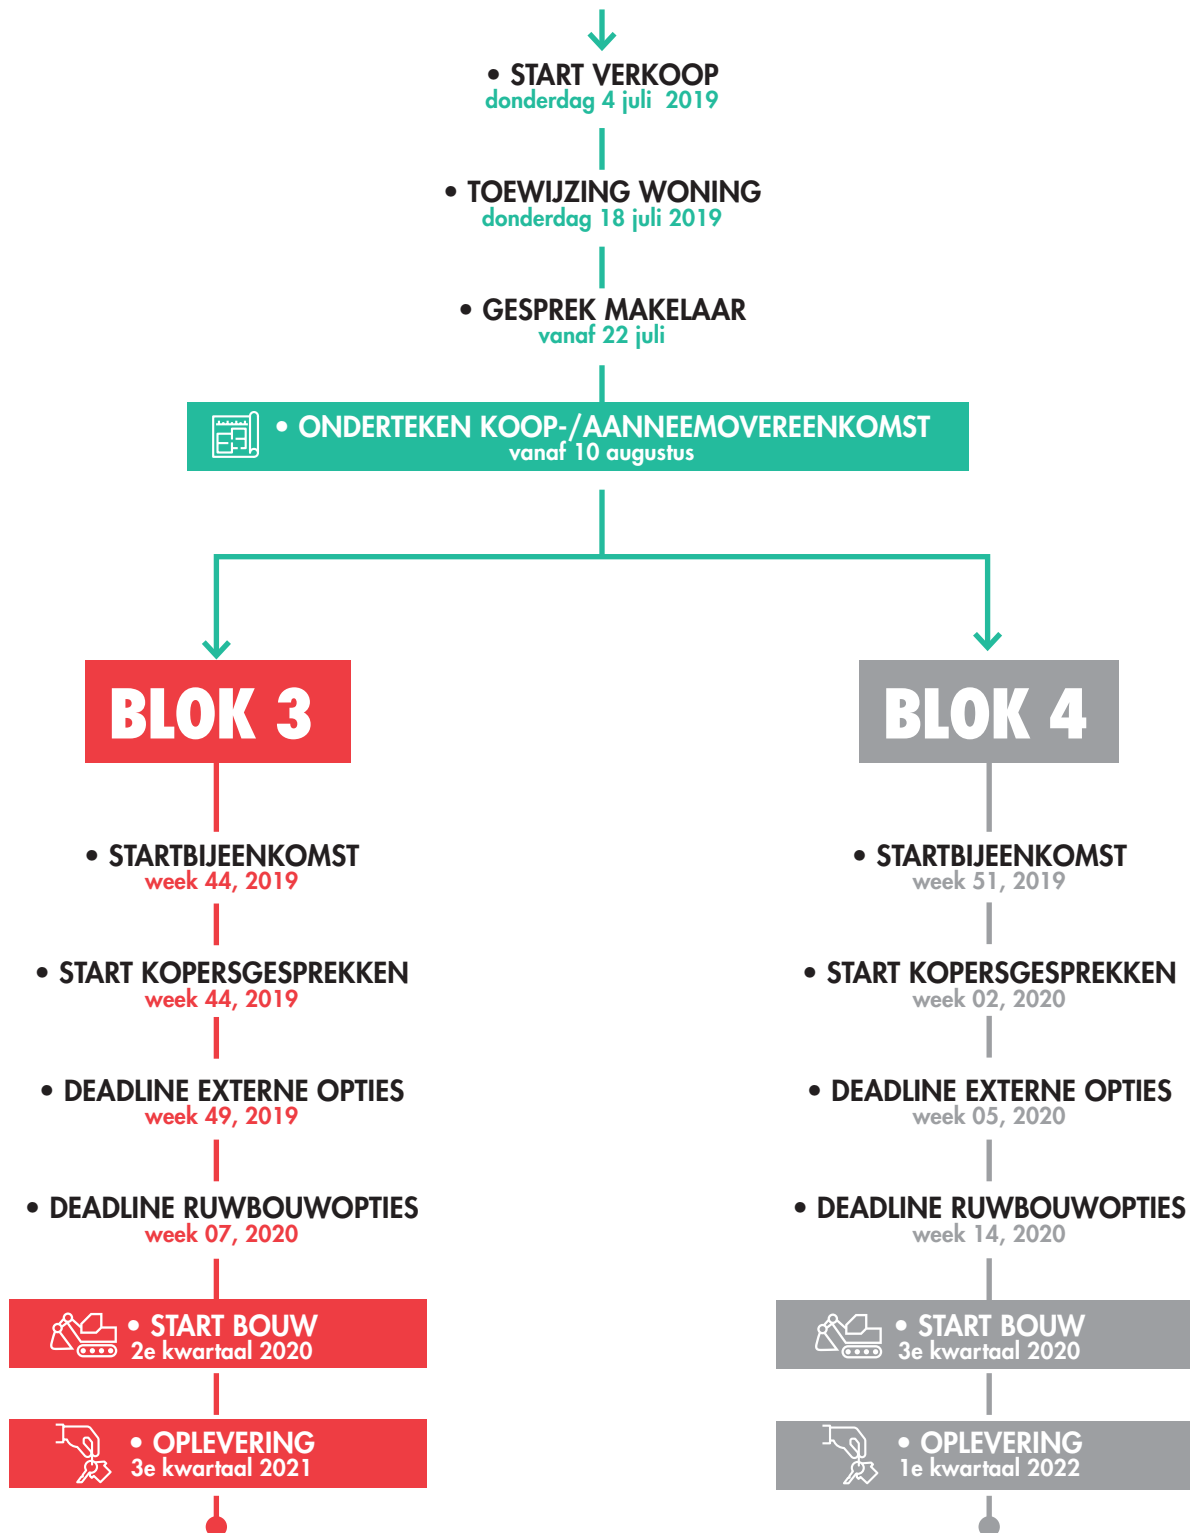 • START VERKOOP
donderdag 4 juli 2019
• TOEWIJZING WONING
donderdag 18 juli 2019
• GESPREK MAKELAAR
vanaf 22 juli
• ONDERTEKEN KOOP-/AANNEEMOVEREENKOMST
vanaf 10 augustus
BLOK 3
• STARTBIJEENKOMST
week 44, 2019
• START KOPERSGESPREKKEN
week 44, 2019
• DEADLINE EXTERNE OPTIES
week 49, 2019
• DEADLINE RUWBOUWOPTIES
week 07, 2020
• START BOUW
2e kwartaal 2020
• OPLEVERING
3e kwartaal 2021
BLOK 4
• STARTBIJEENKOMST
week 51, 2019
• START KOPERSGESPREKKEN
week 02, 2020
• DEADLINE EXTERNE OPTIES
week 05, 2020
• DEADLINE RUWBOUWOPTIES
week 14, 2020
• START BOUW
3e kwartaal 2020
• OPLEVERING
1e kwartaal 2022